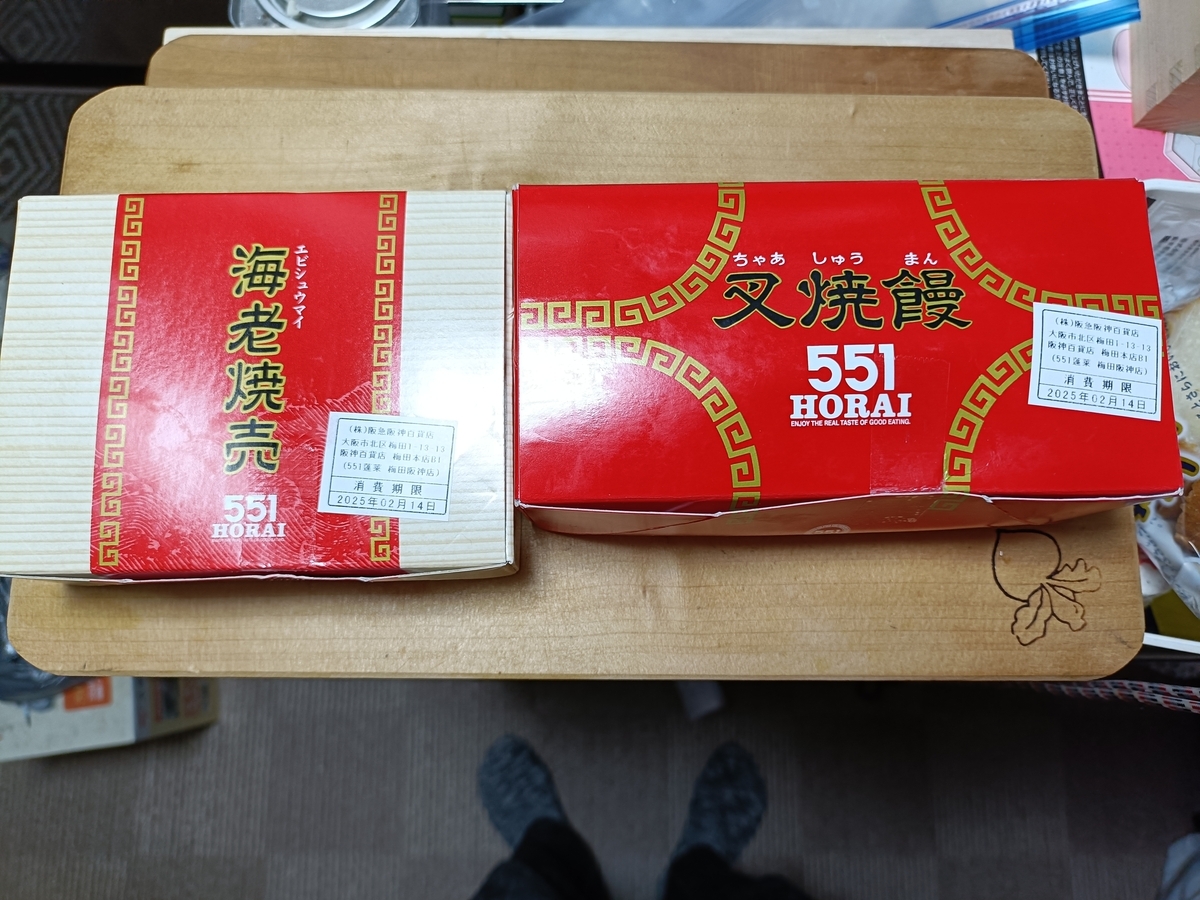 エビシュウマイ
海老焼売
551
HORAI
(株)阪急阪神百貨店
大阪市北区梅田1-13-13
阪神百貨店 梅田本店B1
(551蓬莱 梅田阪神店)
消費期限
2025年02月14日
ちゃあ しゅう まん
叉焼饅
551
HORAI
ENJOY THE REAL TASTE OF GOOD EATING.
(株)阪急阪神百貨店
大阪市北区梅田1-13-13
阪神百貨店 梅田本店B1
(551蓬莱 梅田阪神店)
消費期限
2025年02月14日